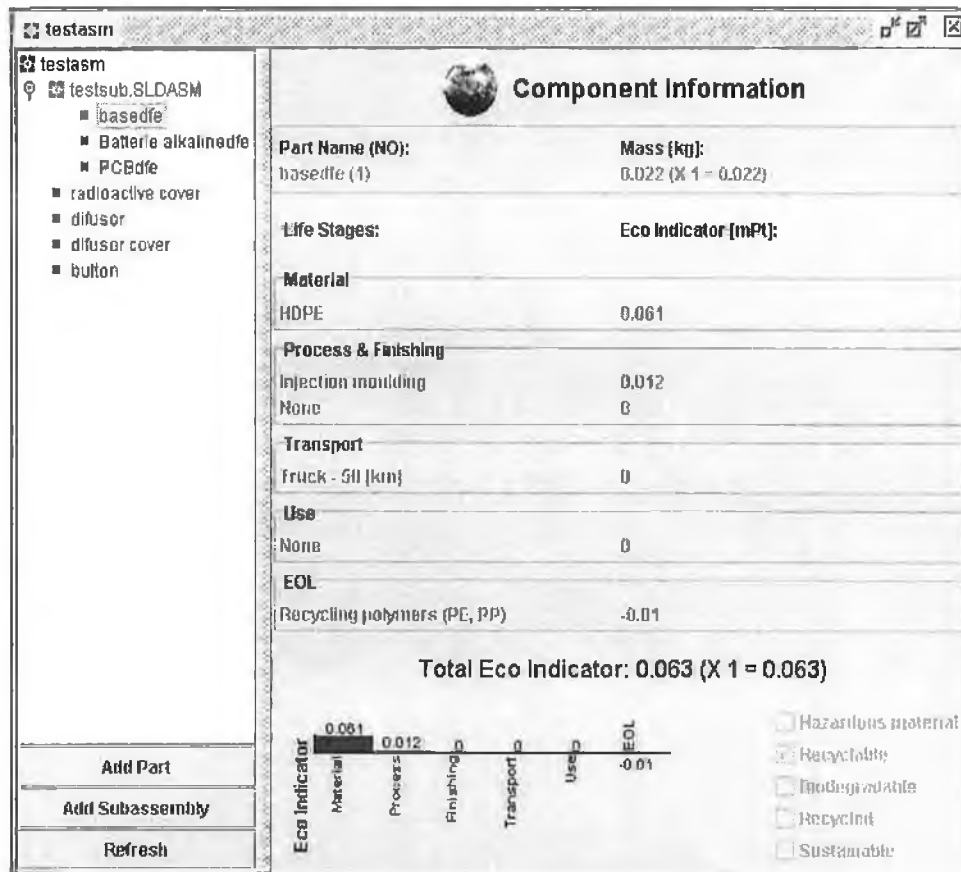 testasm
testasm
testsub.SLDASM
basedfe
Batterie alkalinedfe
PCBdfe
radioactive cover
difusor
difusor cover
button
Add Part
Add Subassembly
Refresh
Component Information
Part Name (NO): Mass [kg]:
basedfe (1) 0.022 (X 1 = 0.022)
Life Stages: Eco Indicator [mPt]:
Material
HDPE 0.061
Process & Finishing
Injection moulding 0.012
None 0
Transport
Truck - 50 [km] 0
Use
None 0
EOL
Recycling polymers (PE, PP) -0.01
Total Eco Indicator: 0.063 (X 1 = 0.063)
Eco Indicator
0.061 0.012 0 0 0 -0.01
Material Process Finishing Transport Use EOL
Hazardous material
Recyclable
Biodegradable
Recycled
Sustainable